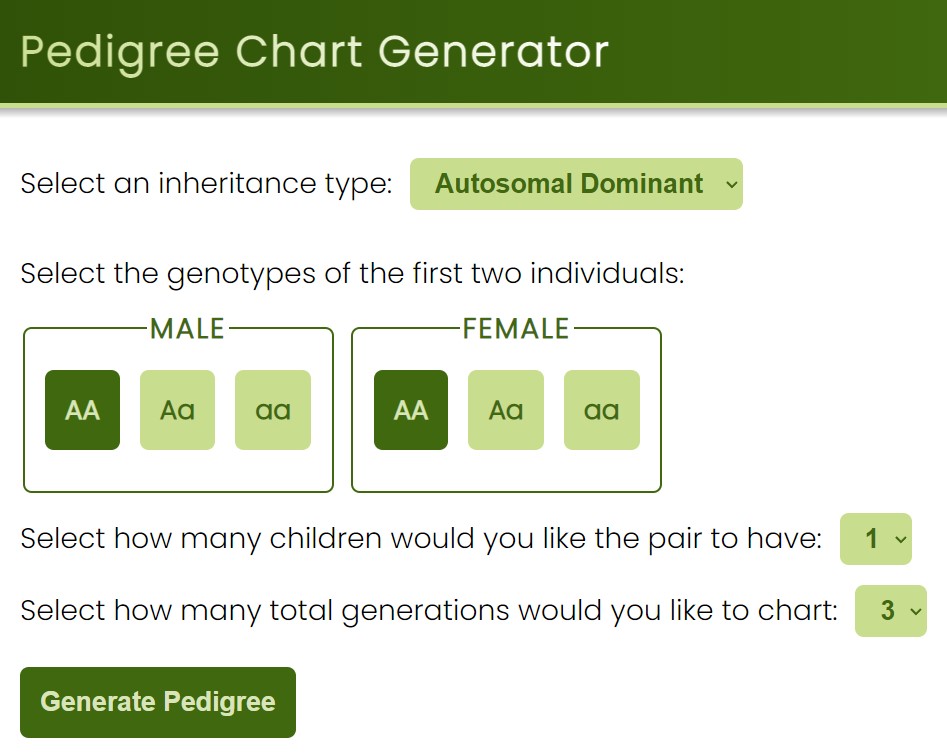 Pedigree Chart Generator
Select an inheritance type: Autosomal Dominant
Select the genotypes of the first two individuals:
MALE FEMALE
AA Aa aa AA Aa aa
Select how many children would you like the pair to have: 1
Select how many total generations would you like to chart: 3
Generate Pedigree